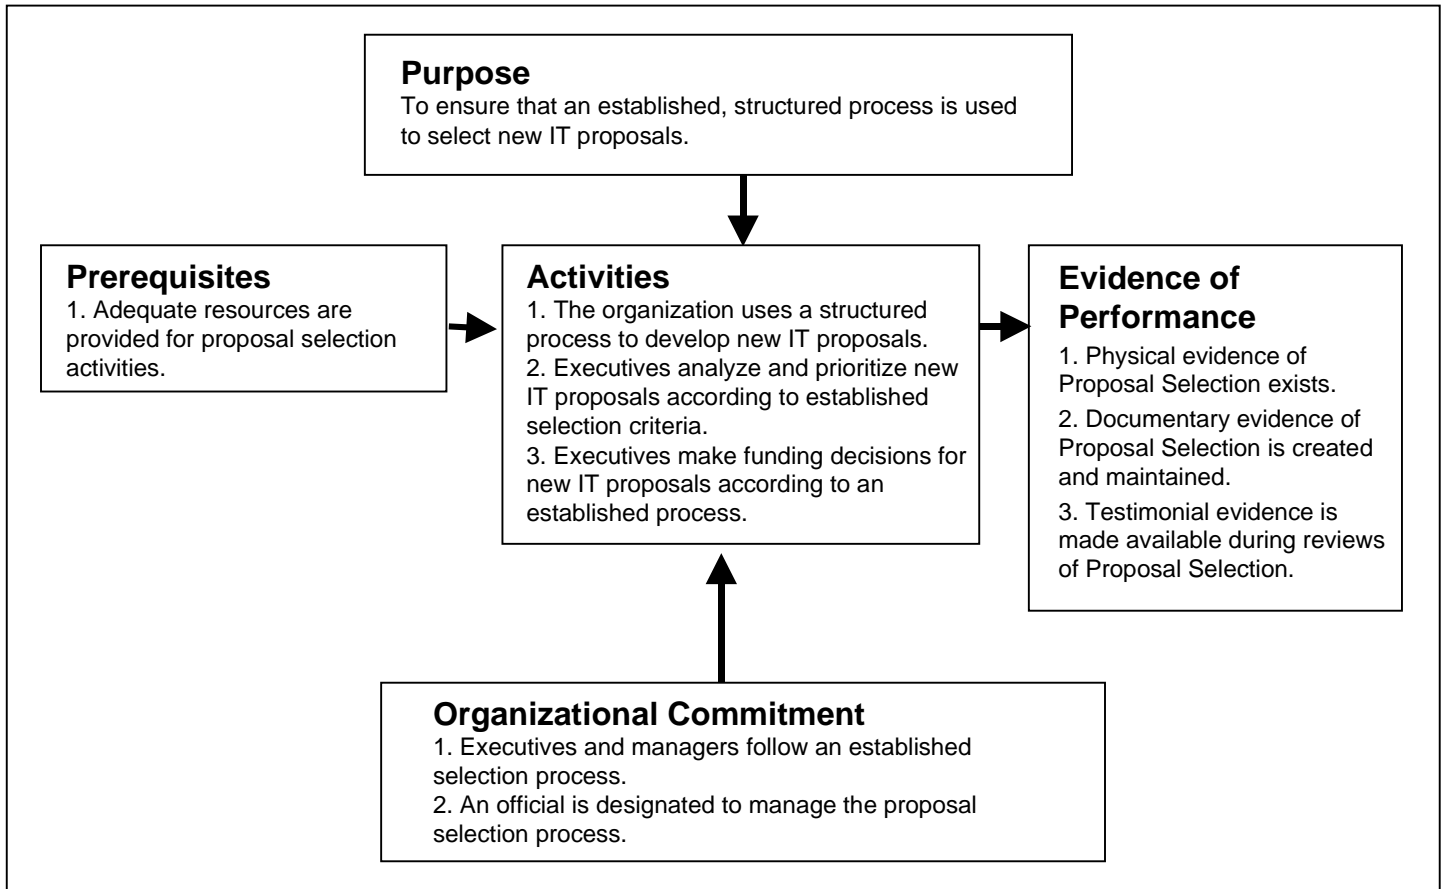 Purpose
To ensure that an established, structured process is used
to select new IT proposals.
Prerequisites
1. Adequate resources are
provided for proposal selection
activities.
Activities
1. The organization uses a structured
process to develop new IT proposals.
2. Executives analyze and prioritize new
IT proposals according to established
selection criteria.
3. Executives make funding decisions for
new IT proposals according to an
established process.
Evidence of
Performance
1. Physical evidence of
Proposal Selection exists.
2. Documentary evidence of
Proposal Selection is created
and maintained.
3. Testimonial evidence is
made available during reviews
of Proposal Selection.
Organizational Commitment
1. Executives and managers follow an established
selection process.
2. An official is designated to manage the proposal
selection process.